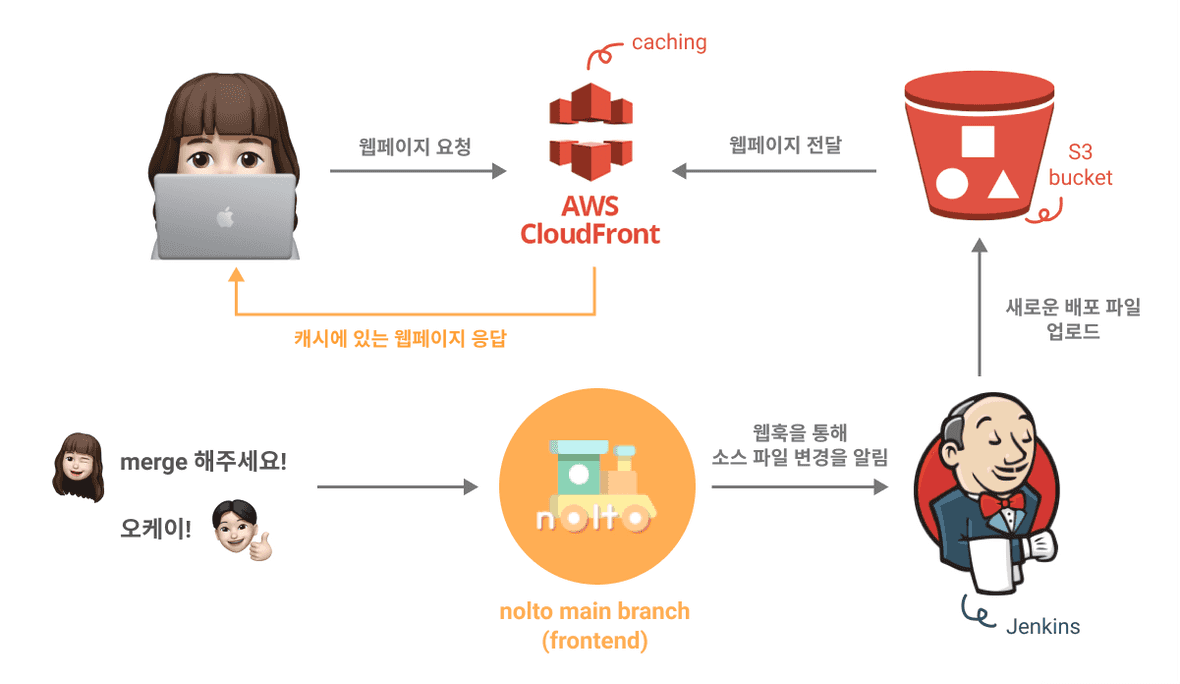 caching
웹페이지 요청
웹페이지 전달
S3
bucket
AWS
CloudFront
캐시에 있는 웹페이지 응답
새로운 배포 파일
업로드
merge 해주세요!
오케이!
nolto
웹훅을 통해
소스 파일 변경을 알림
nolto main branch
(frontend)
Jenkins